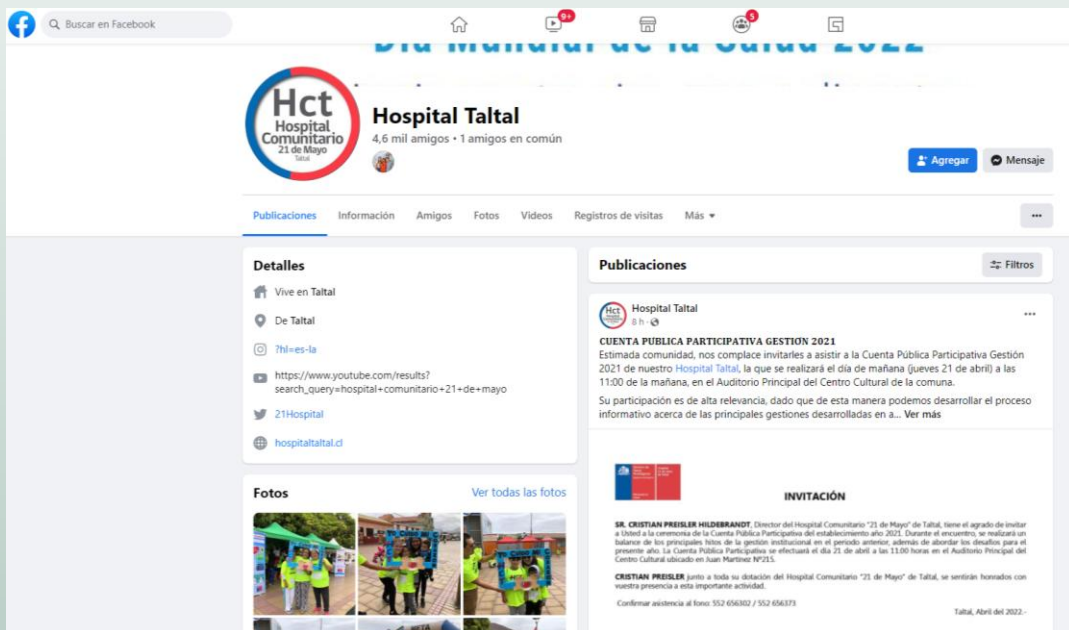 Buscar en Facebook
9+
5
Día Mundial de la Salud 2022
Hct
Hospital
Comunitario
21 de Mayo
Taltal
Hospital Taltal
4,6 mil amigos • 1 amigos en común
Agregar
Mensaje
Publicaciones
Información
Amigos
Fotos
Videos
Registros de visitas
Más
Detalles
Vive en Taltal
De Taltal
?hl=es-la
https://www.youtube.com/results?
search_query=hospital+comunitario+21+de+mayo
21Hospital
hospitaltaltal.cl
Fotos
Ver todas las fotos
Publicaciones
Filtros
Hospital Taltal
8 h
CUENTA PUBLICA PARTICIPATIVA GESTIÓN 2021
Estimada comunidad, nos complace invitarles a asistir a la Cuenta Pública Participativa Gestión
2021 de nuestro Hospital Taltal, la que se realizará el día de mañana (jueves 21 de abril) a las
11:00 de la mañana, en el Auditorio Principal del Centro Cultural de la comuna.
Su participación es de alta relevancia, dado que de esta manera podemos desarrollar el proceso
informativo acerca de las principales gestiones desarrolladas en a... Ver más
INVITACIÓN
SR. CRISTIAN PREISLER HILDEBRANDT, Director del Hospital Comunitario "21 de Mayo" de Taltal, tiene el agrado de invitar
a Usted a la ceremonia de la Cuenta Pública Participativa del establecimiento año 2021. Durante el encuentro, se realizará un
balance de los principales hitos de la gestión institucional en el periodo anterior, además de abordar los desafíos para el
presente año. La Cuenta Pública Participativa se efectuará el día 21 de abril a las 11.00 horas en el Auditorio Principal del
Centro Cultural ubicado en Juan Martínez Nº215.
CRISTIAN PREISLER junto a toda su dotación del Hospital Comunitario "21 de Mayo" de Taltal, se sentirán honrados con
vuestra presencia a esta importante actividad.
Confirmar asistencia al fono: 552 656302 / 552 656373
Taltal, Abril del 2022.-